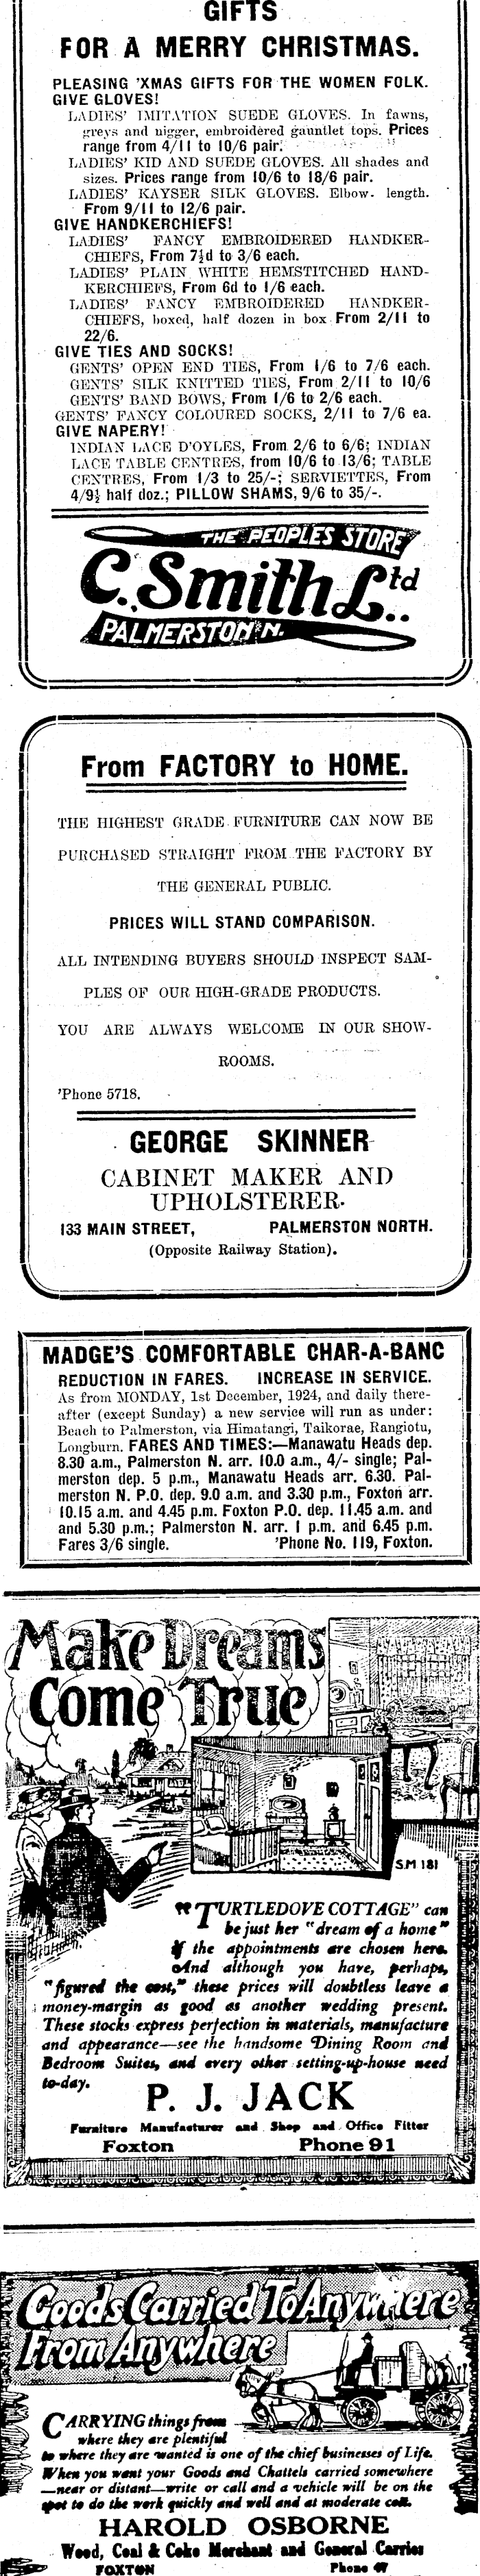 GIFTS
FOR A MERRY CHRISTMAS.
PLEASING 'XMAS GIFTS FOR THE WOMEN FOLK.
GIVE GLOVES!
LADIES' IMITATION SUEDE GLOVES. In fawns,
greys and nigger, embroidered gauntlet tops. Prices
range from 4/11 to 10/6 pair.
LADIES' KID AND SUEDE GLOVES. All shades and
sizes. Prices range from 10/6 to 18/6 pair.
LADIES' KAYSER SILK GLOVES. Elbow- length.
From 9/11 to 12/6 pair.
GIVE HANDKERCHIEFS!
LADIES' FANCY EMBROIDERED HANDKER-
CHIEFS, From 7½d to 3/6 each.
LADIES' PLAIN WHITE HEMSTITCHED HAND-
KERCHIEFS, From 6d to 1/6 each.
LADIES' FANCY EMBROIDERED HANDKER-
CHIEFS, boxed, half dozen in box From 2/11 to
22/6.
GIVE TIES AND SOCKS!
GENTS' OPEN END TIES, From 1/6 to 7/6 each.
GENTS' SILK KNITTED TIES, From 2/11 to 10/6
GENTS' BAND BOWS, From 1/6 to 2/6 each.
GENTS' FANCY COLOURED SOCKS, 2/11 to 7/6 ea.
GIVE NAPERY!
INDIAN LACE D'OYLES, From 2/6 to 6/6; INDIAN
LACE TABLE CENTRES, from 10/6 to 13/6; TABLE
CENTRES, From 1/3 to 25/-; SERVIETTES, From
4/9½ half doz.; PILLOW SHAMS, 9/6 to 35/-.
THE PEOPLES STORE
C. Smith Ltd..
PALMERSTON N.
From FACTORY to HOME.
THE HIGHEST GRADE FURNITURE CAN NOW BE
PURCHASED STRAIGHT FROM THE FACTORY BY
THE GENERAL PUBLIC.
PRICES WILL STAND COMPARISON.
ALL INTENDING BUYERS SHOULD INSPECT SAM-
PLES OF OUR HIGH-GRADE PRODUCTS.
YOU ARE ALWAYS WELCOME IN OUR SHOW-
ROOMS.
'Phone 5718.
GEORGE SKINNER
CABINET MAKER AND
UPHOLSTERER.
133 MAIN STREET, PALMERSTON NORTH.
(Opposite Railway Station).
MADGE'S COMFORTABLE CHAR-A-BANC
REDUCTION IN FARES. INCREASE IN SERVICE.
As from MONDAY, 1st December, 1924, and daily there-
after (except Sunday) a new service will run as under:
Beach to Palmerston, via Himatangi, Taikorae, Rangiotu,
Longburn. FARES AND TIMES:—Manawatu Heads dep.
8.30 a.m., Palmerston N. arr. 10.0 a.m., 4/- single; Pal-
merston dep. 5 p.m., Manawatu Heads arr. 6.30. Pal-
merston N. P.O. dep. 9.0 a.m. and 3.30 p.m., Foxton arr.
10.15 a.m. and 4.45 p.m. Foxton P.O. dep. 11.45 a.m. and
and 5.30 p.m.; Palmerston N. arr. 1 p.m. and 6.45 p.m.
Fares 3/6 single. 'Phone No. 119, Foxton.
Make Dreams
Come True
S.M 181
"TURTLEDOVE COTTAGE" can
be just her "dream of a home"
if the appointments are chosen here.
And although you have, perhaps,
"figured the cost," these prices will doubtless leave a
money-margin as good as another wedding present.
These stocks express perfection in materials, manufacture
and appearance—see the handsome Dining Room and
Bedroom Suites, and every other setting-up-house need
to-day.
P. J. JACK
Furniture Manufacturer and Shop and Office Fitter
Foxton Phone 91
Goods Carried To Anywhere
From Anywhere
CARRYING things from
where they are plentiful
to where they are wanted is one of the chief businesses of Life.
When you want your Goods and Chattels carried somewhere
—near or distant—write or call and a vehicle will be on the
spot to do the work quickly and well and at moderate cost.
HAROLD OSBORNE
Wood, Coal & Coke Merchant and General Carrier
FOXTON Phone 47